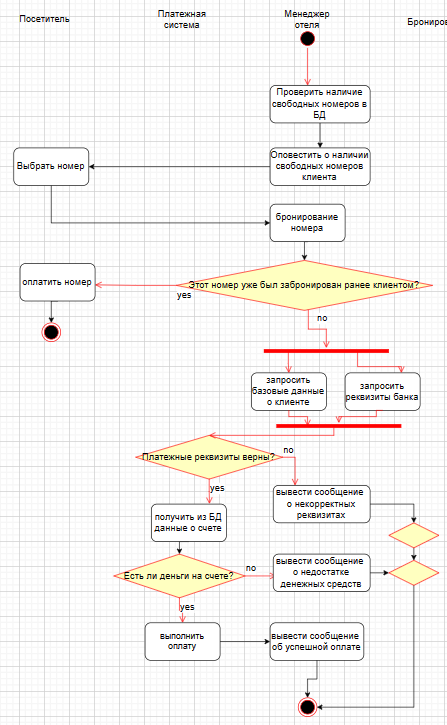 Посетитель
Платежная
система
Менеджер
отеля
Брониров
Проверить наличие
свободных номеров в
БД
Оповестить о наличии
свободных номеров
клиента
Выбрать номер
бронирование
номера
Этот номер уже был забронирован ранее клиентом?
yes
оплатить номер
no
запросить
базовые данные
о клиенте
запросить
реквизиты банка
Платежные реквизиты верны?
no
yes
вывести сообщение
о некорректных
реквизитах
получить из БД
данные о счете
Есть ли деньги на счете?
no
вывести сообщение
о недостатке
денежных средств
yes
выполнить
оплату
вывести сообщение
об успешной оплате